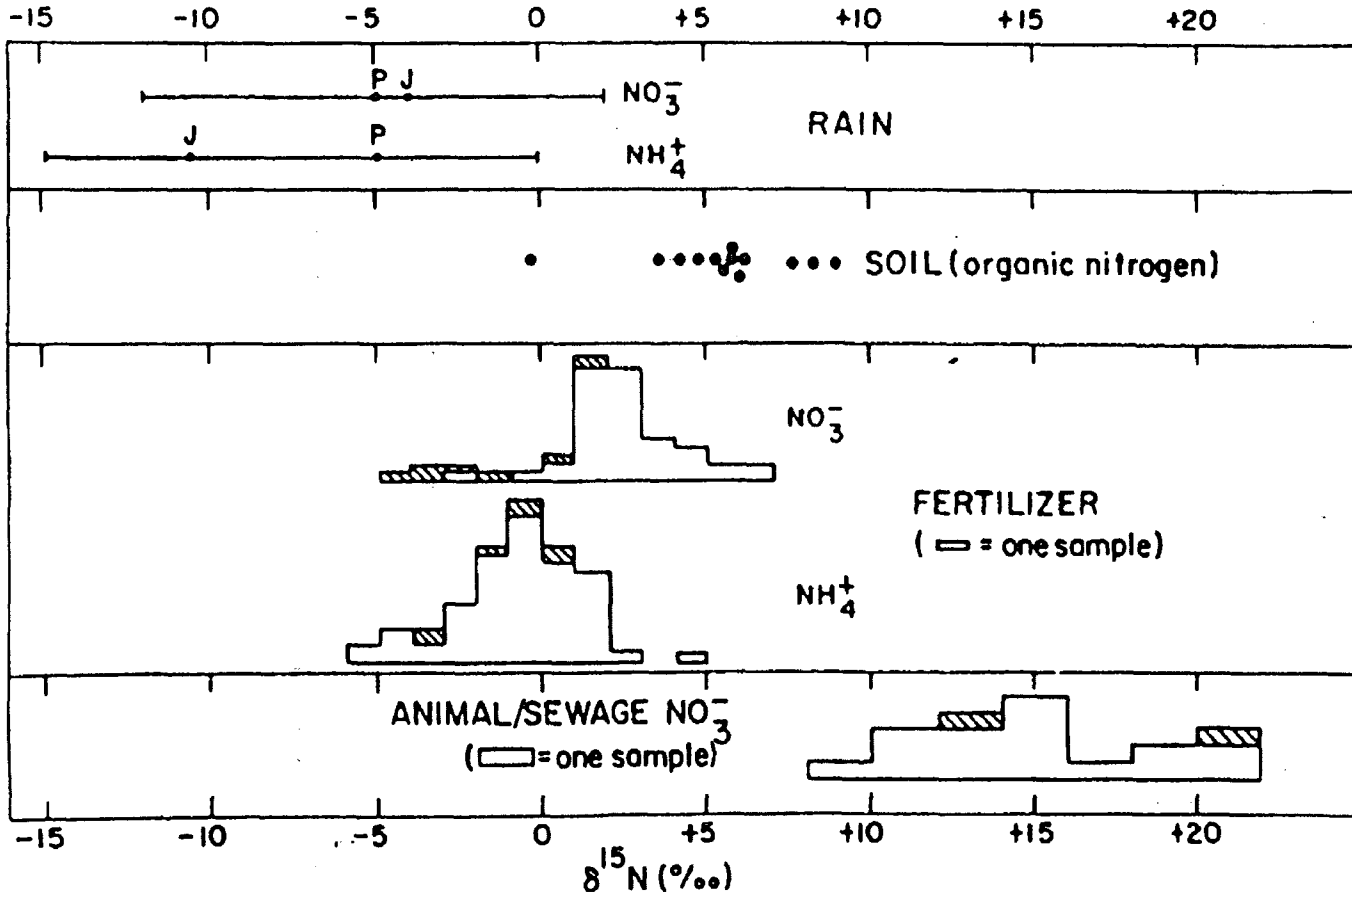 -15 -10 -5 0 +5 +10 +15 +20
P J NO₃⁻
RAIN
J P NH₄⁺
SOIL (organic nitrogen)
NO₃⁻
FERTILIZER
( = one sample)
NH₄⁺
ANIMAL/SEWAGE NO₃⁻
( = one sample)
-15 -10 -5 0 +5 +10 +15 +20
δ¹⁵N (‰)